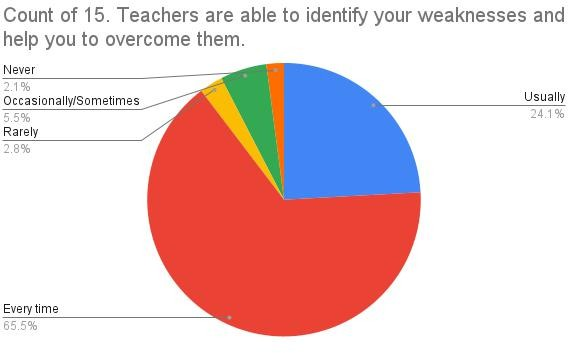 Count of 15. Teachers are able to identify your weaknesses and
help you to overcome them.
Never
2.1%
Occasionally/Sometimes
5.5%
Rarely
2.8%
Usually
24.1%
Every time
65.5%